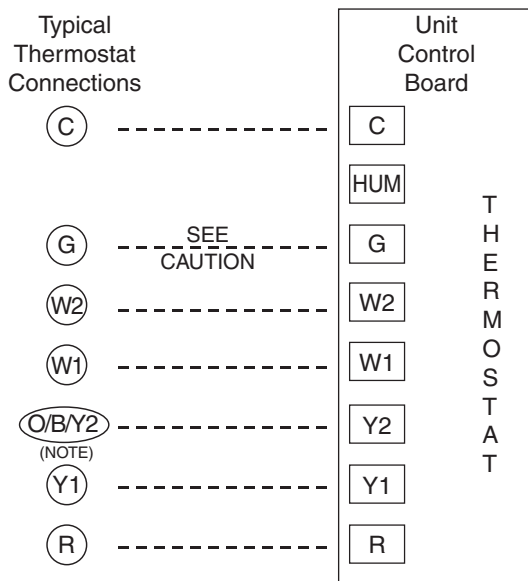 Typical
Thermostat
Connections
Unit
Control
Board
C
C
HUM
G
SEE
CAUTION
G
W2
W2
W1
W1
O/B/Y2
(NOTE)
Y2
Y1
Y1
R
R
THERMOSTAT